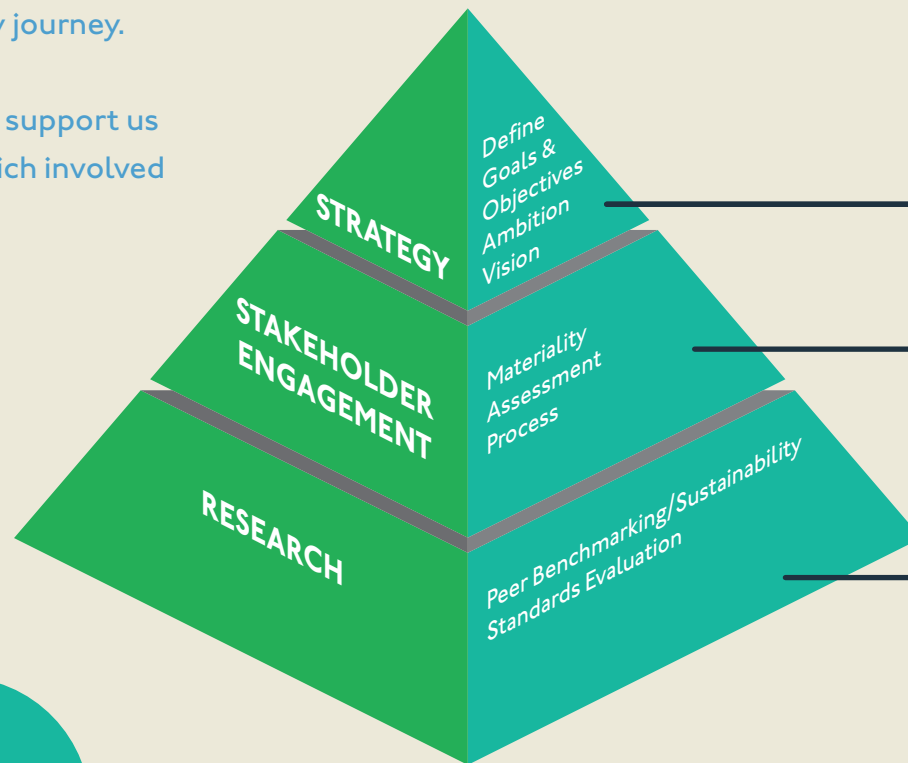 journey.
support us
involved
STRATEGY
Define
Goals &
Objectives
Ambition
Vision
STAKEHOLDER
ENGAGEMENT
Materiality
Assessment
Process
RESEARCH
Peer Benchmarking/Sustainability
Standards Evaluation